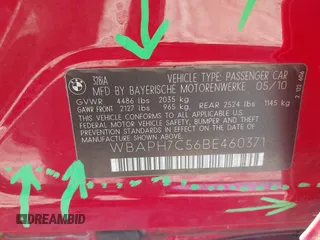 BMW
VEHICLE TYPE: PASSENGER CAR
MFD BY BAYERISCHE MOTORENWERKE 05/10
GVWR 4486 lbs 2035 kg
GAWR Front 2127 lbs 965 kg Rear 2524 lbs 1145 kg
THIS VEHICLE CONFORMS TO ALL APPLICABLE
FEDERAL MOTOR VEHICLE SAFETY, BUMPER
AND THEFT PREVENTION STANDARDS IN EFFECT
ON THE DATE OF MANUFACTURE SHOWN ABOVE
WBAPH7C56BE460371
DREAMBID